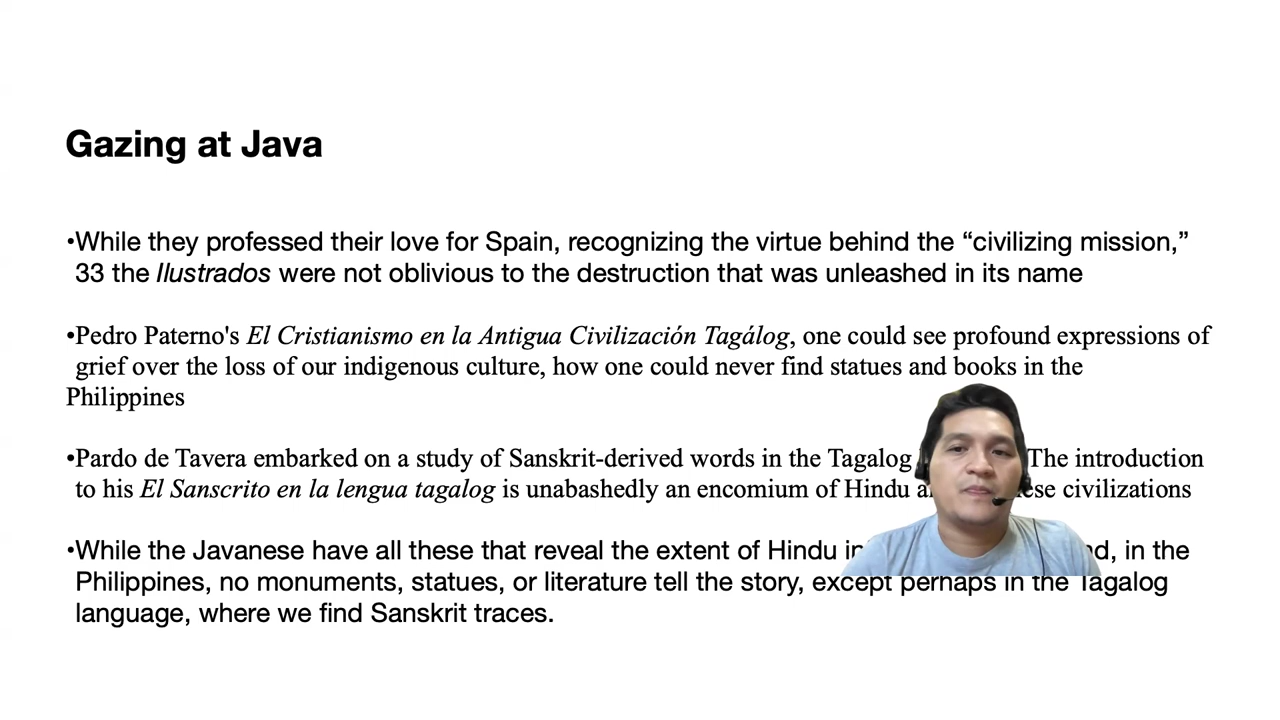 Gazing at Java
•While they professed their love for Spain, recognizing the virtue behind the “civilizing mission,”
33 the Ilustrados were not oblivious to the destruction that was unleashed in its name
•Pedro Paterno's El Cristianismo en la Antigua Civilización Tagálog, one could see profound expressions of
grief over the loss of our indigenous culture, how one could never find statues and books in the
Philippines
•Pardo de Tavera embarked on a study of Sanskrit-derived words in the Tagalog The introduction
to his El Sanscrito en la lengua tagalog is unabashedly an encomium of Hindu civilizations
•While the Javanese have all these that reveal the extent of Hindu in the
Philippines, no monuments, statues, or literature tell the story, except perhaps in the Tagalog
language, where we find Sanskrit traces.